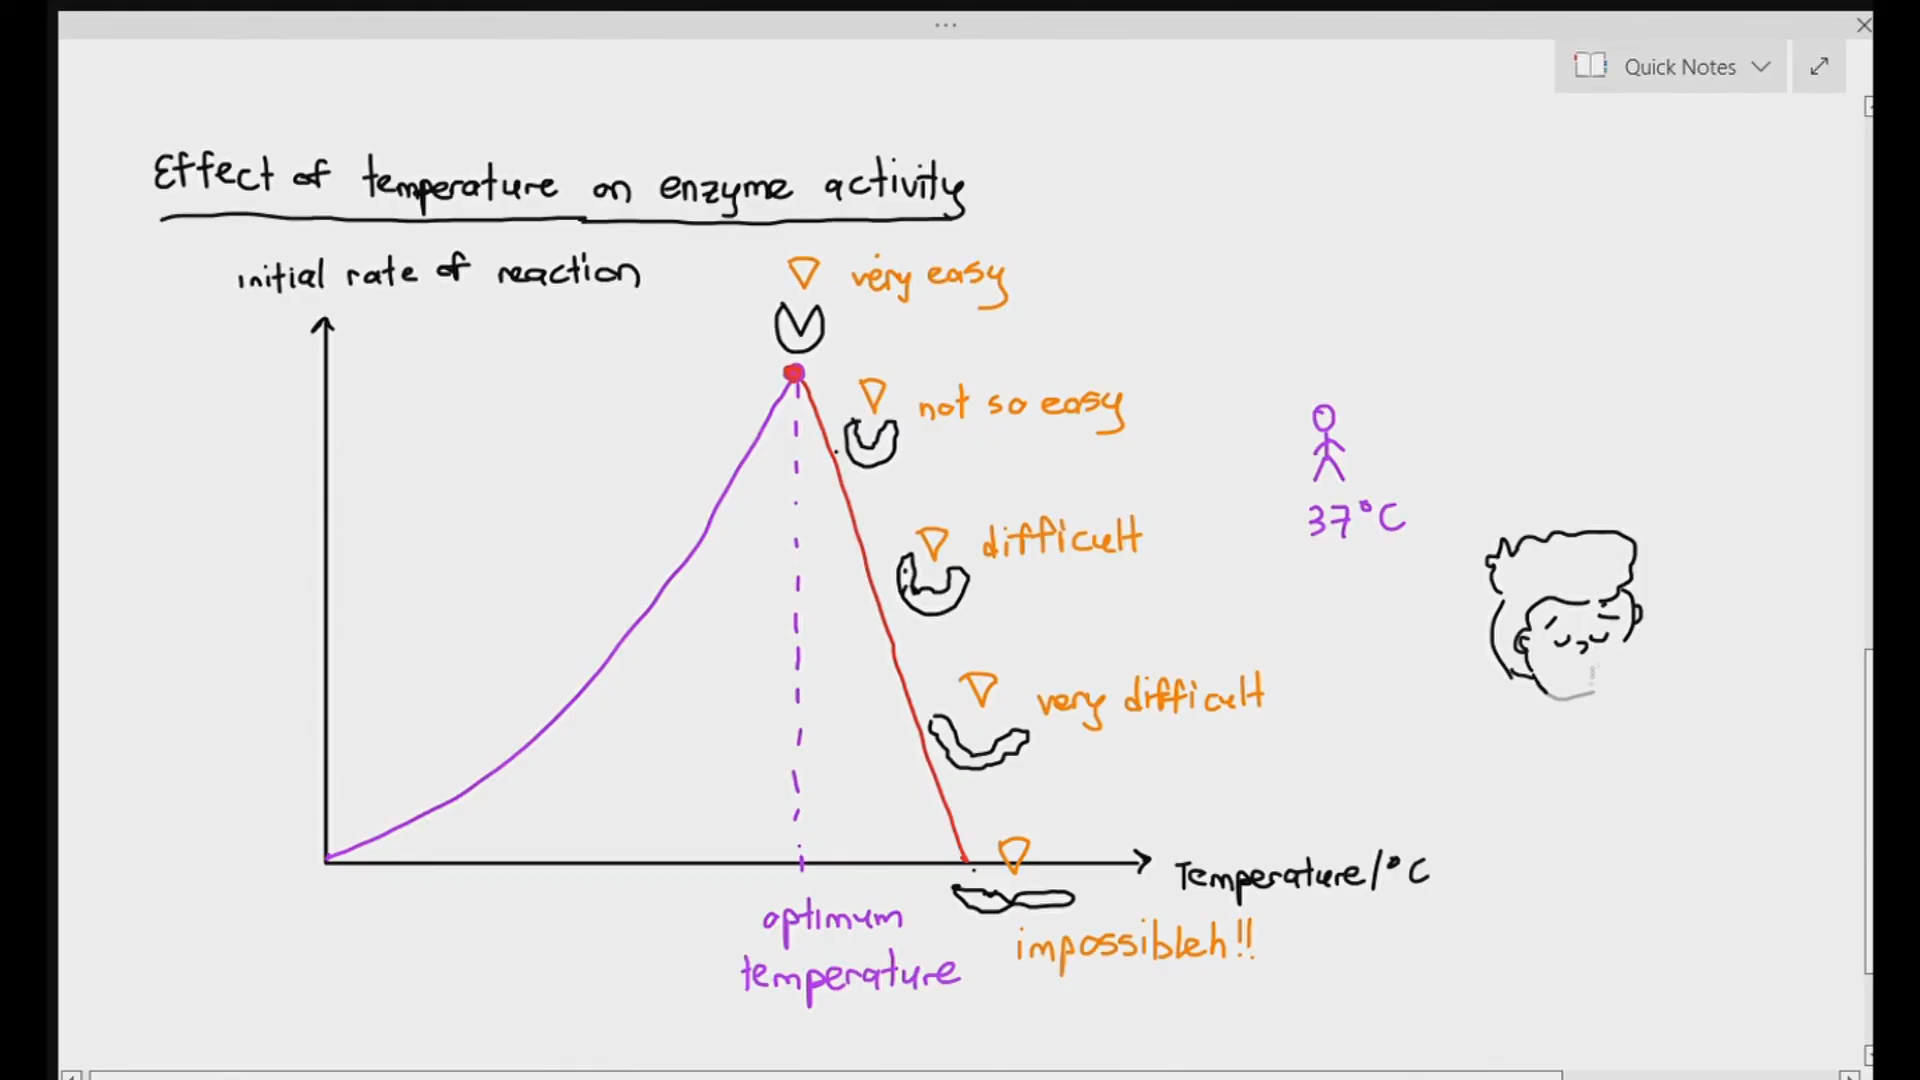 Quick Notes
Effect of temperature on enzyme activity
initial rate of reaction
very easy
not so easy
difficult
37°C
very difficult
Temperature/°C
optimum
temperature
impossibleh!!